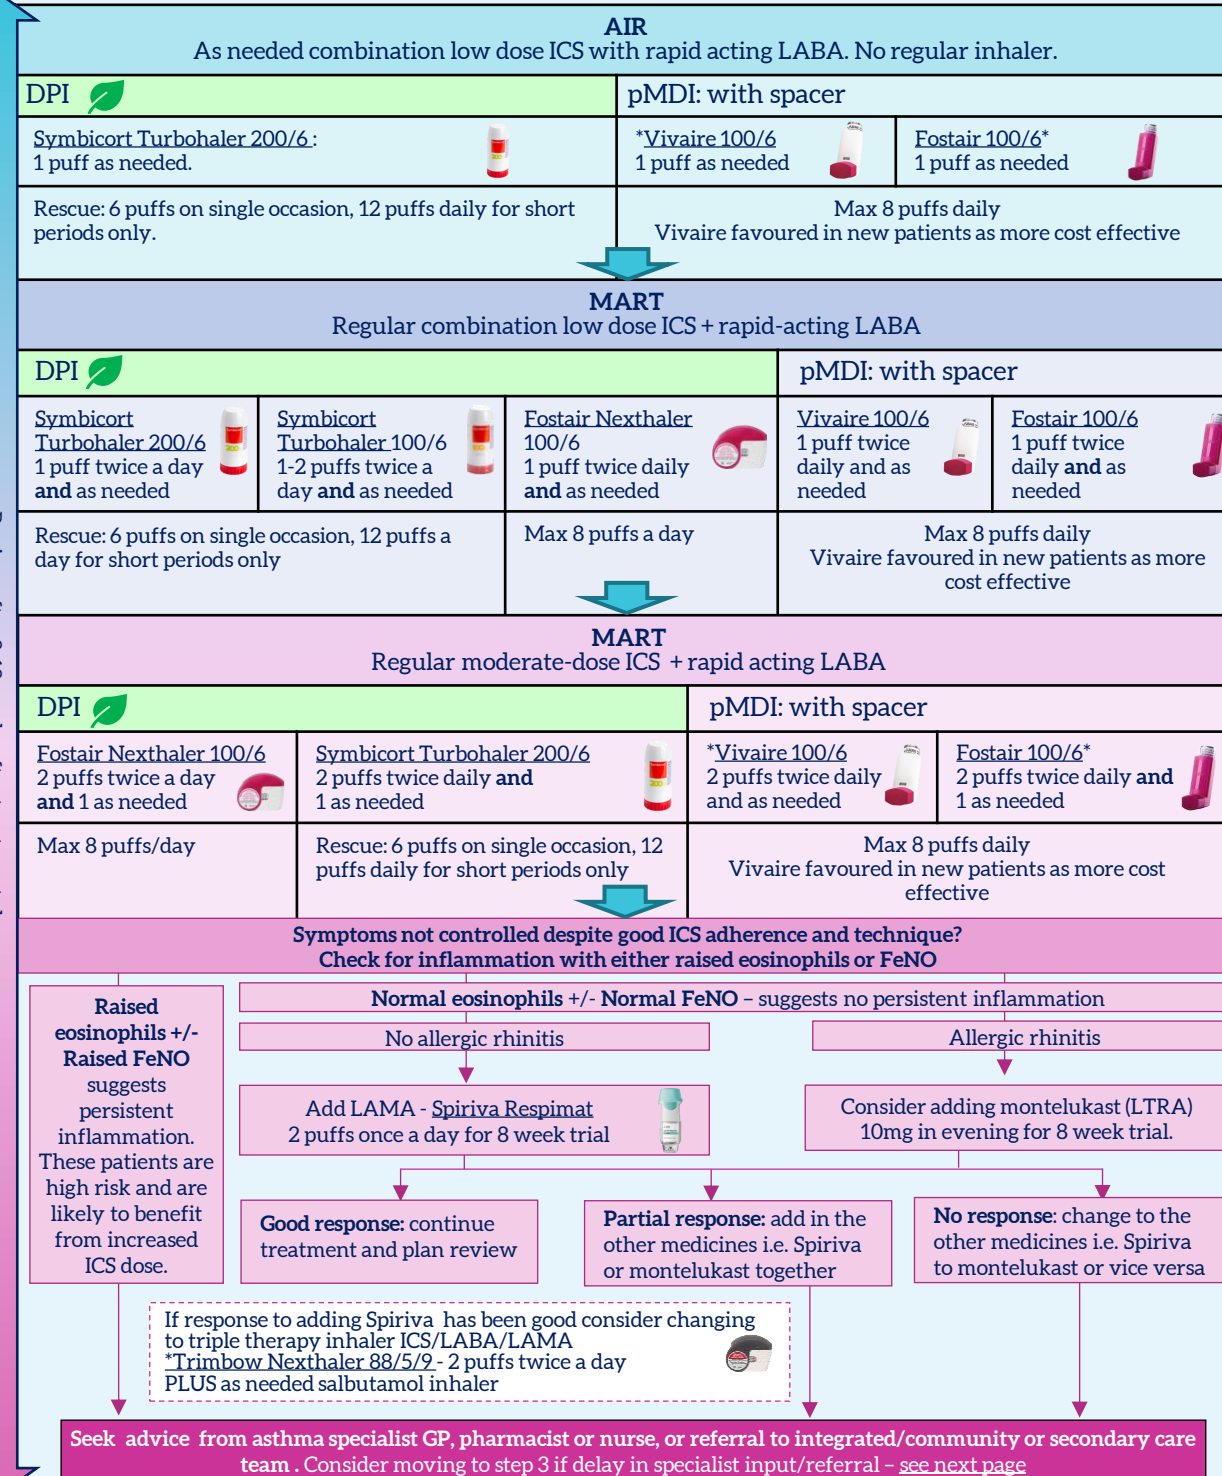 AIR
As needed combination low dose ICS with rapid acting LABA. No regular inhaler.
DPI
pMDI: with spacer
Symbicort Turbohaler 200/6 :
1 puff as needed.
*Vivaire 100/6
1 puff as needed
Fostair 100/6*
1 puff as needed
Rescue: 6 puffs on single occasion, 12 puffs daily for short
periods only.
Max 8 puffs daily
Vivaire favoured in new patients as more cost effective
MART
Regular combination low dose ICS + rapid-acting LABA
DPI
pMDI: with spacer
Symbicort
Turbohaler 200/6
1 puff twice a day
and as needed
Symbicort
Turbohaler 100/6
1-2 puffs twice a
day and as needed
Fostair Nexthaler
100/6
1 puff twice daily
and as needed
Vivaire 100/6
1 puff twice
daily and as
needed
Fostair 100/6
1 puff twice
daily and as
needed
Rescue: 6 puffs on single occasion, 12 puffs a
day for short periods only
Max 8 puffs a day
Max 8 puffs daily
Vivaire favoured in new patients as more
cost effective
MART
Regular moderate-dose ICS + rapid acting LABA
DPI
pMDI: with spacer
Fostair Nexthaler 100/6
2 puffs twice a day
and 1 as needed
Symbicort Turbohaler 200/6
2 puffs twice daily and
1 as needed
*Vivaire 100/6
2 puffs twice daily
and as needed
Fostair 100/6*
2 puffs twice daily and
1 as needed
Max 8 puffs/day
Rescue: 6 puffs on single occasion, 12
puffs daily for short periods only
Max 8 puffs daily
Vivaire favoured in new patients as more cost
effective
Symptoms not controlled despite good ICS adherence and technique?
Check for inflammation with either raised eosinophils or FeNO
Raised
eosinophils +/-
Raised FeNO
suggests
persistent
inflammation.
These patients are
high risk and are
likely to benefit
from increased
ICS dose.
Normal eosinophils +/- Normal FeNO – suggests no persistent inflammation
No allergic rhinitis
Allergic rhinitis
Add LAMA - Spiriva Respimat
2 puffs once a day for 8 week trial
Consider adding montelukast (LTRA)
10mg in evening for 8 week trial.
Good response: continue
treatment and plan review
Partial response: add in the
other medicines i.e. Spiriva
or montelukast together
No response: change to the
other medicines i.e. Spiriva
to montelukast or vice versa
If response to adding Spiriva has been good consider changing
to triple therapy inhaler ICS/LABA/LAMA
*Trimbow Nexthaler 88/5/9 - 2 puffs twice a day
PLUS as needed salbutamol inhaler
Seek advice from asthma specialist GP, pharmacist or nurse, or referral to integrated/community or secondary care
team . Consider moving to step 3 if delay in specialist input/referral – see next page